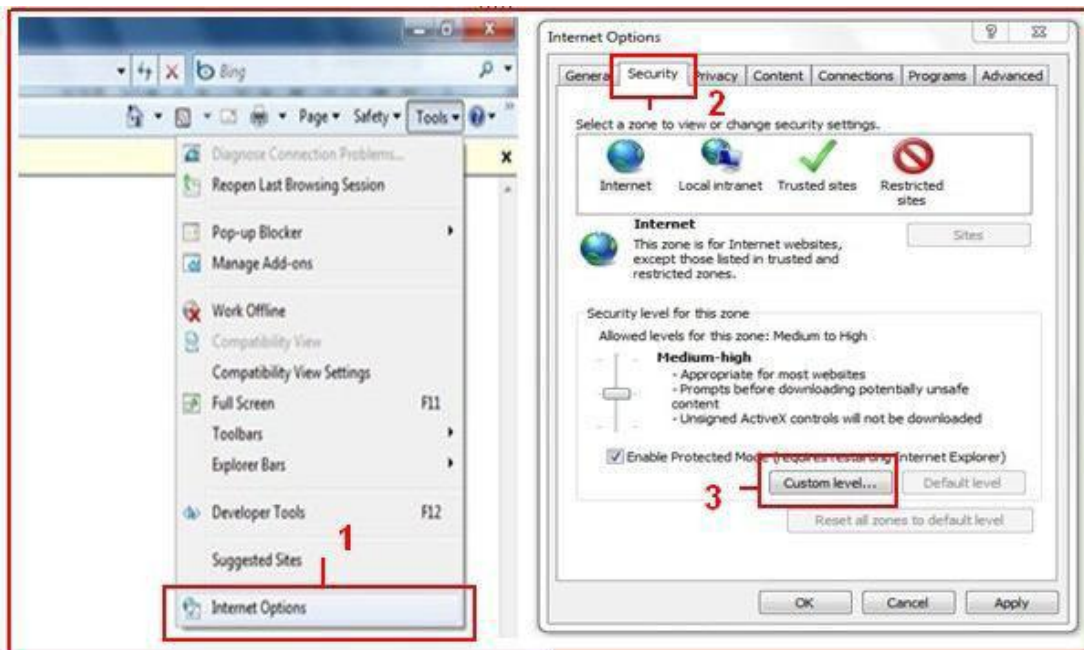 Bing
Page Safety Tools
Diagnose Connection Problems...
Reopen Last Browsing Session
Pop-up Blocker
Manage Add-ons
Work Offline
Compatibility View
Compatibility View Settings
Full Screen F11
Toolbars
Explorer Bars
Developer Tools F12
Suggested Sites
1
Internet Options
Internet Options
General Security Privacy Content Connections Programs Advanced
2
Select a zone to view or change security settings.
Internet Local intranet Trusted sites Restricted
sites
Internet
Sites
This zone is for Internet websites,
except those listed in trusted and
restricted zones.
Security level for this zone
Allowed levels for this zone: Medium to High
Medium-high
- Appropriate for most websites
- Prompts before downloading potentially unsafe
content
- Unsigned ActiveX controls will not be downloaded
Enable Protected Mode (requires restarting Internet Explorer)
3
Custom level... Default level
Reset all zones to default level
OK Cancel Apply